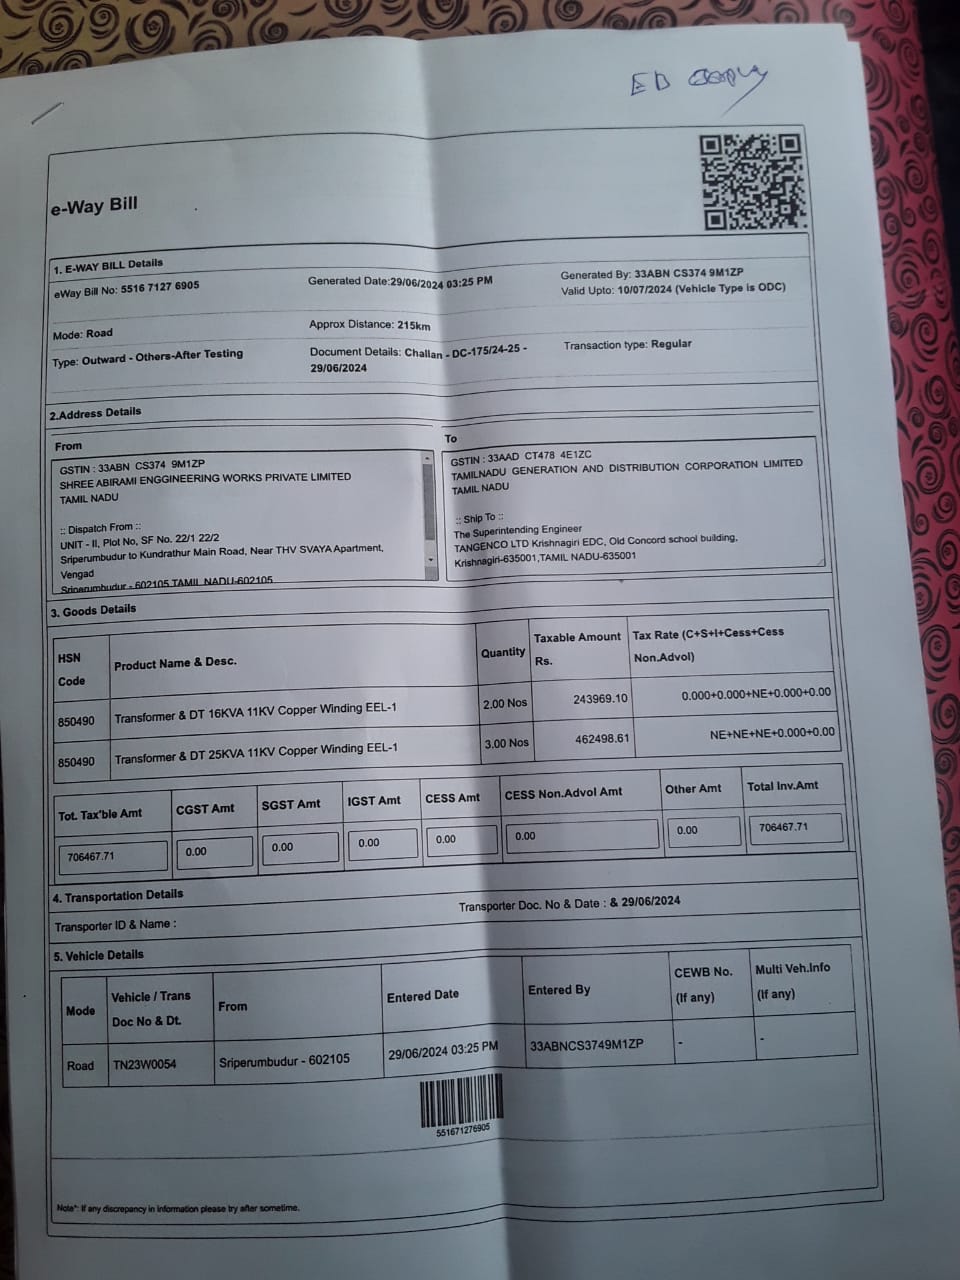 ED Copy
e-Way Bill
1. E-WAY BILL Details
eWay Bill No: 5516 7127 6905
Generated Date:29/06/2024 03:25 PM
Generated By: 33ABN CS374 9M1ZP
Valid Upto: 10/07/2024 (Vehicle Type is ODC)
Mode: Road
Approx Distance: 215km
Type: Outward - Others-After Testing
Document Details: Challan - DC-175/24-25 -
29/06/2024
Transaction type: Regular
2.Address Details
From
GSTIN : 33ABN CS374 9M1ZP
SHREE ABIRAMI ENGGINEERING WORKS PRIVATE LIMITED
TAMIL NADU
:: Dispatch From ::
UNIT - II, Plot No, SF No. 22/1 22/2
Sriperumbudur to Kundrathur Main Road, Near THV SVAYA Apartment,
Vengad
Sriperumbudur - 602105,TAMIL NADU-602105
To
GSTIN : 33AAD CT478 4E1ZC
TAMILNADU GENERATION AND DISTRIBUTION CORPORATION LIMITED
TAMIL NADU
:: Ship To ::
The Superintending Engineer
TANGENCO LTD Krishnagiri EDC, Old Concord school building,
Krishnagiri-635001,TAMIL NADU-635001
3. Goods Details
HSN Code Product Name & Desc. Quantity Taxable Amount Rs. Tax Rate (C+S+I+Cess+Cess Non.Advol)
850490 Transformer & DT 16KVA 11KV Copper Winding EEL-1 2.00 Nos 243969.10 0.000+0.000+NE+0.000+0.00
850490 Transformer & DT 25KVA 11KV Copper Winding EEL-1 3.00 Nos 462498.61 NE+NE+NE+0.000+0.00
Tot. Tax'ble Amt CGST Amt SGST Amt IGST Amt CESS Amt CESS Non.Advol Amt Other Amt Total Inv.Amt
706467.71 0.00 0.00 0.00 0.00 0.00 0.00 706467.71
4. Transportation Details
Transporter ID & Name :
Transporter Doc. No & Date : & 29/06/2024
5. Vehicle Details
Mode Vehicle / Trans Doc No & Dt. From Entered Date Entered By CEWB No. (If any) Multi Veh.Info (If any)
Road TN23W0054 Sriperumbudur - 602105 29/06/2024 03:25 PM 33ABNCS3749M1ZP - -
551671276905
Note*: If any discrepancy in information please try after sometime.